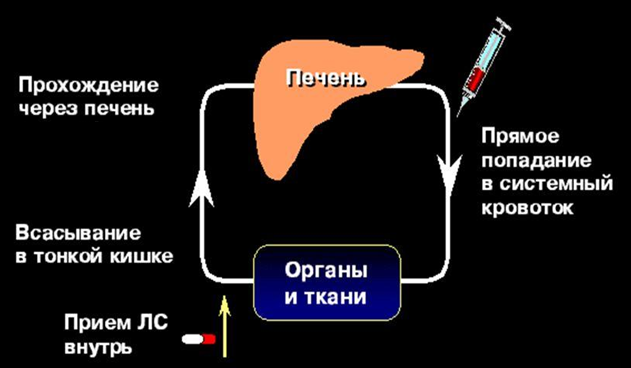 Печень
Прохождение
через печень
Прямое
попадание
в системный
кровоток
Всасывание
в тонкой кишке
Органы
и ткани
Прием ЛС
внутрь